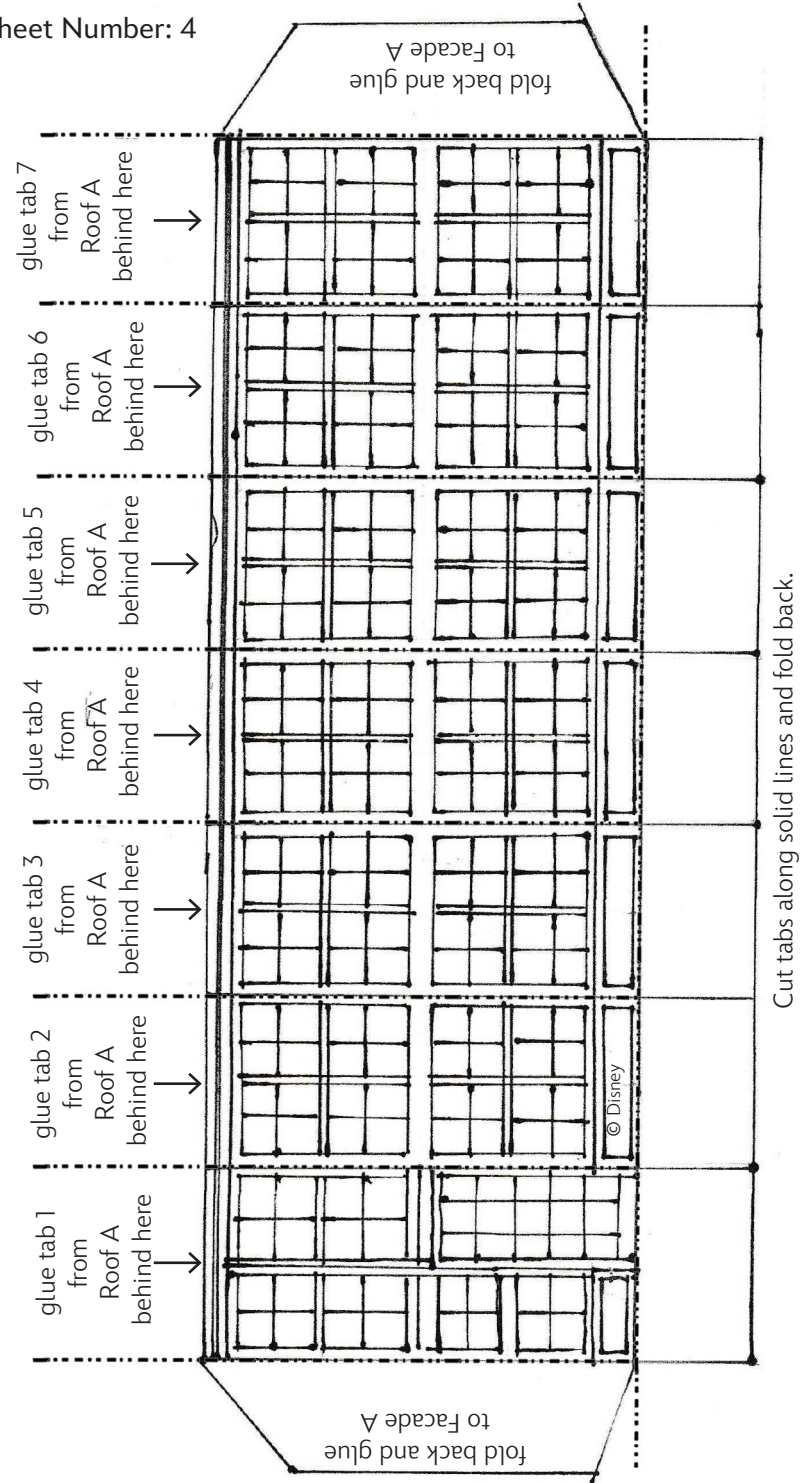 heet Number: 4
fold back and glue
to Facade A
glue tab 7
from
Roof A
behind here
glue tab 6
from
Roof A
behind here
glue tab 5
from
Roof A
behind here
glue tab 4
from
Roof A
behind here
glue tab 3
from
Roof A
behind here
glue tab 2
from
Roof A
behind here
glue tab 1
from
Roof A
behind here
© Disney
Cut tabs along solid lines and fold back.
fold back and glue
to Facade A